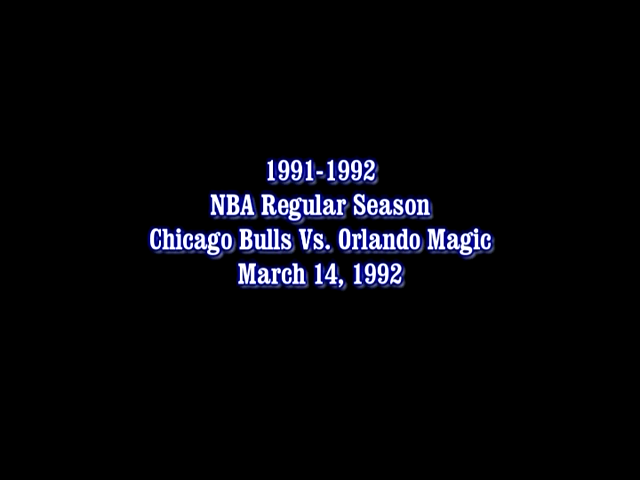 1991-1992
NBA Regular Season
Chicago Bulls Vs. Orlando Magic
March 14, 1992